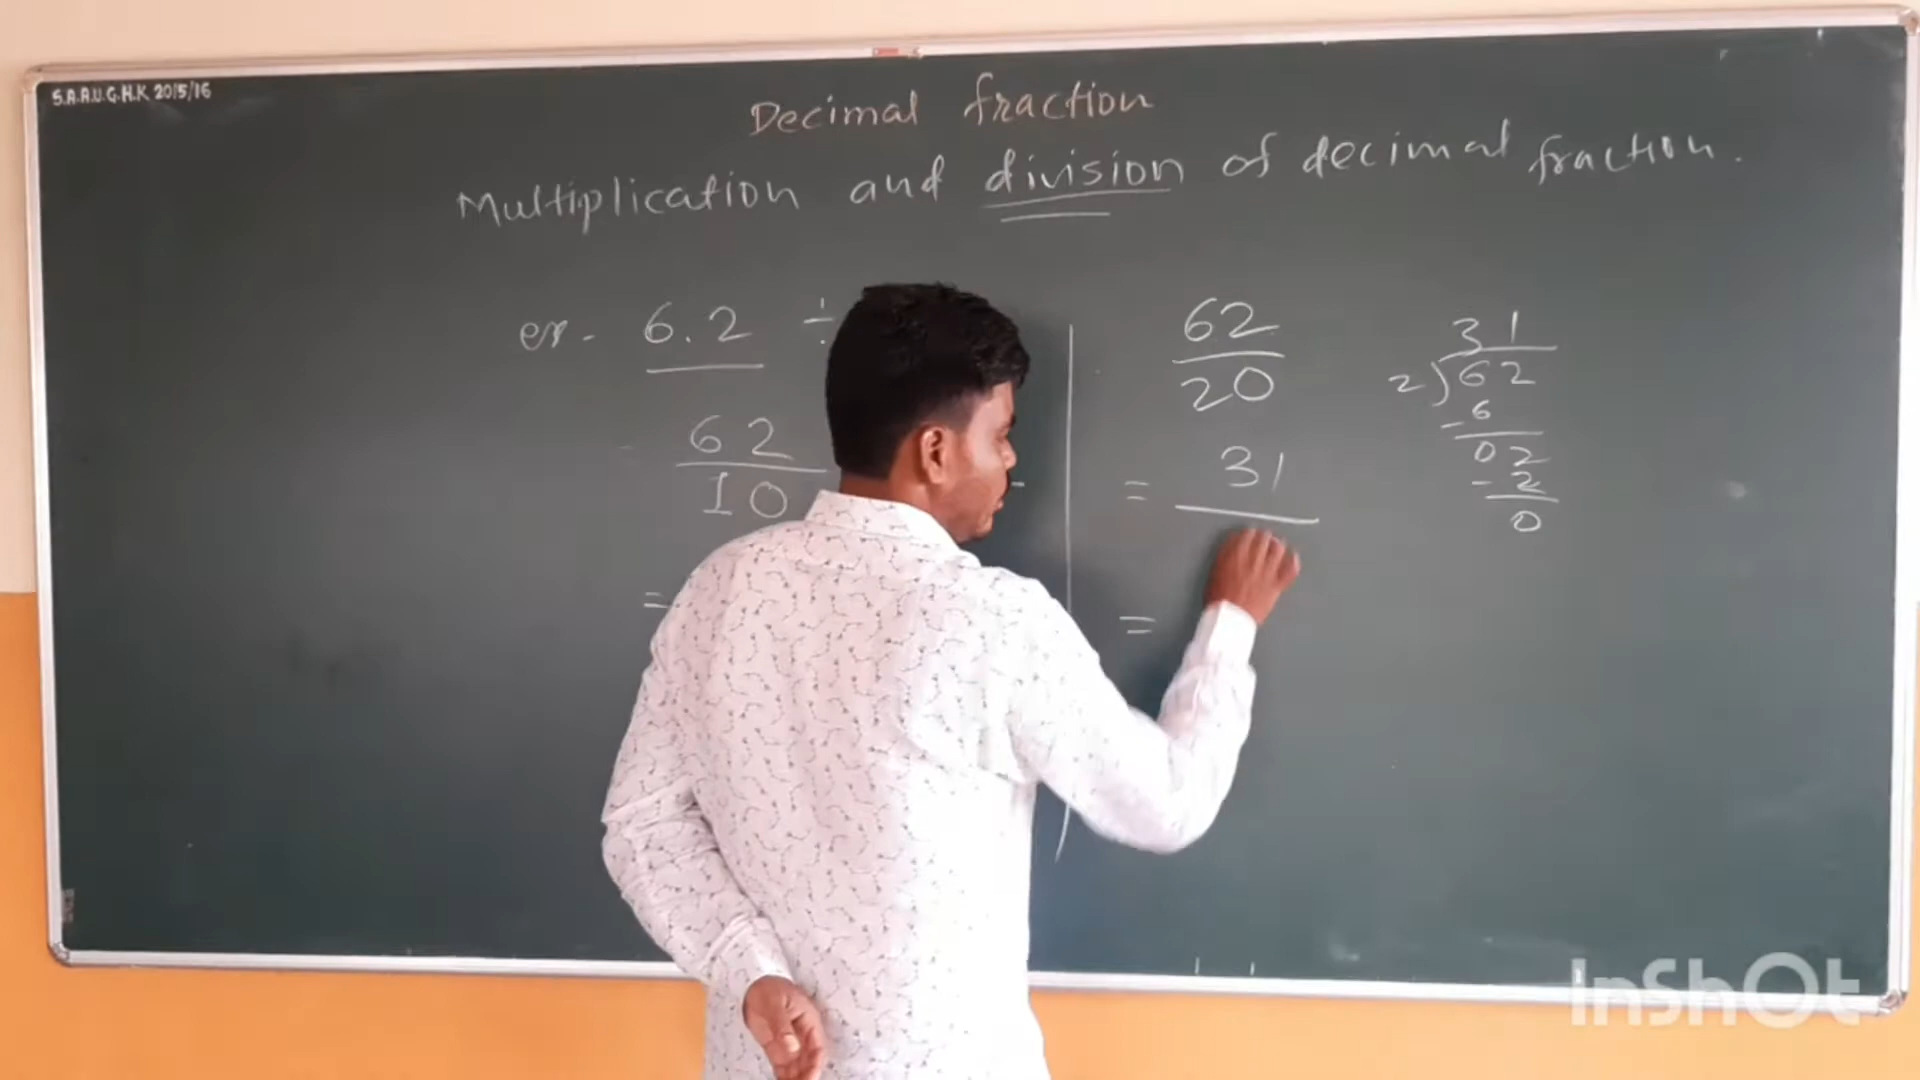 S.A.A.U.G.H.K 2015/16
Decimal fraction
Multiplication and division of decimal fraction.
ex- 6.2 ÷
62
10
=
62
20
= 31
=
31
2)62
-6
02
-2
0
InShOt